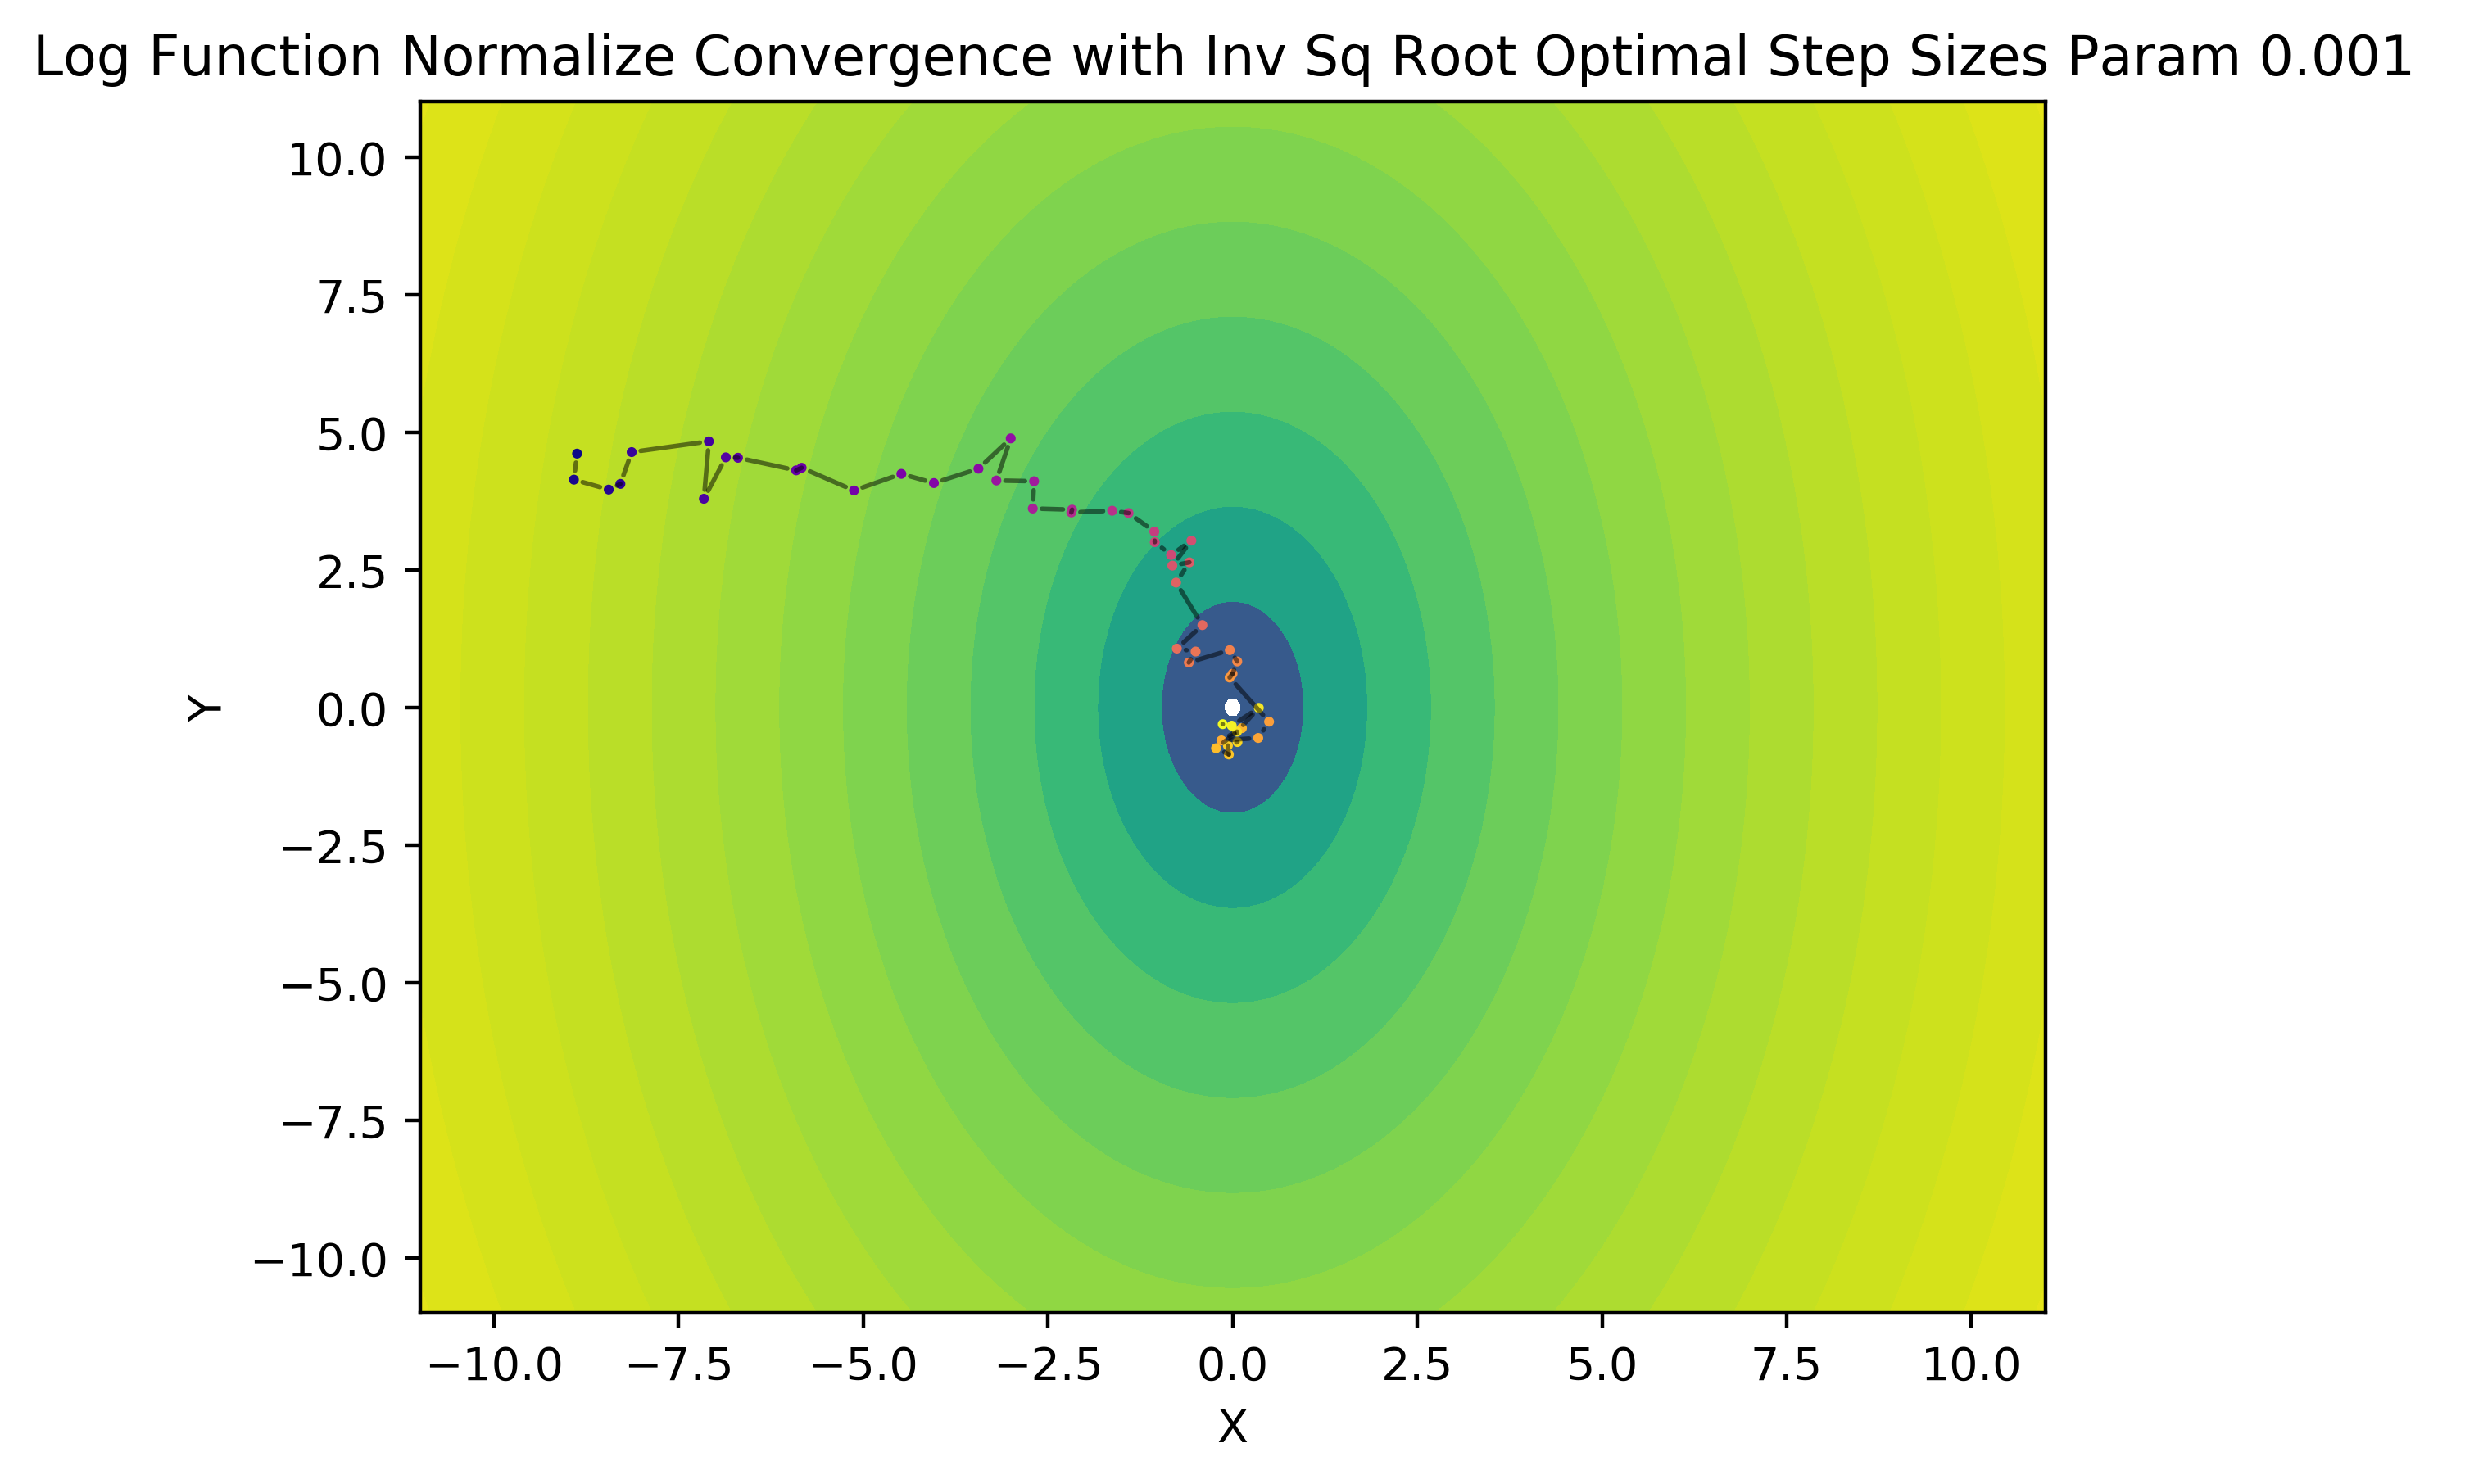 Log Function Normalize Convergence with Inv Sq Root Optimal Step Sizes Param 0.001
10.0
7.5
5.0
2.5
0.0
−2.5
−5.0
−7.5
−10.0
Y
−10.0 −7.5 −5.0 −2.5 0.0 2.5 5.0 7.5 10.0
X